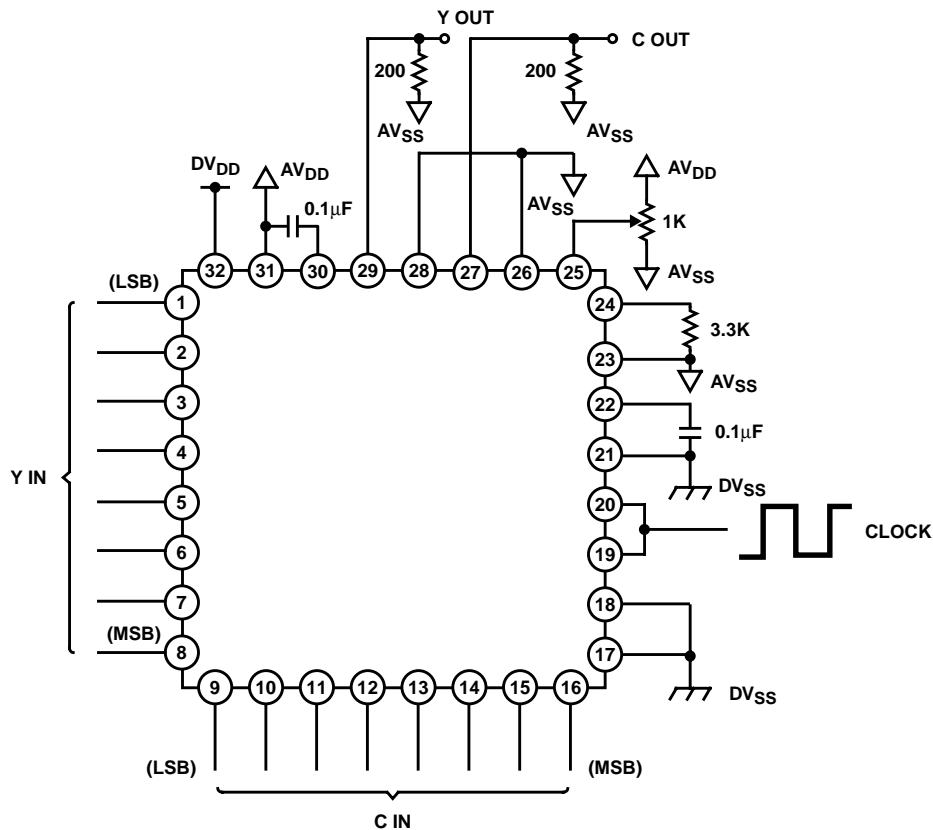 Y OUT
C OUT
200
200
AVSS
AVSS
DVDD
AVDD
0.1μF
AVSS
AVDD
1K
AVSS
32
31
30
29
28
27
26
25
(LSB)
1
2
3
4
5
6
7
(MSB)
8
Y IN
24
3.3K
23
AVSS
22
0.1μF
21
DVSS
20
CLOCK
19
18
17
DVSS
9
10
11
12
13
14
15
16
(LSB)
(MSB)
C IN